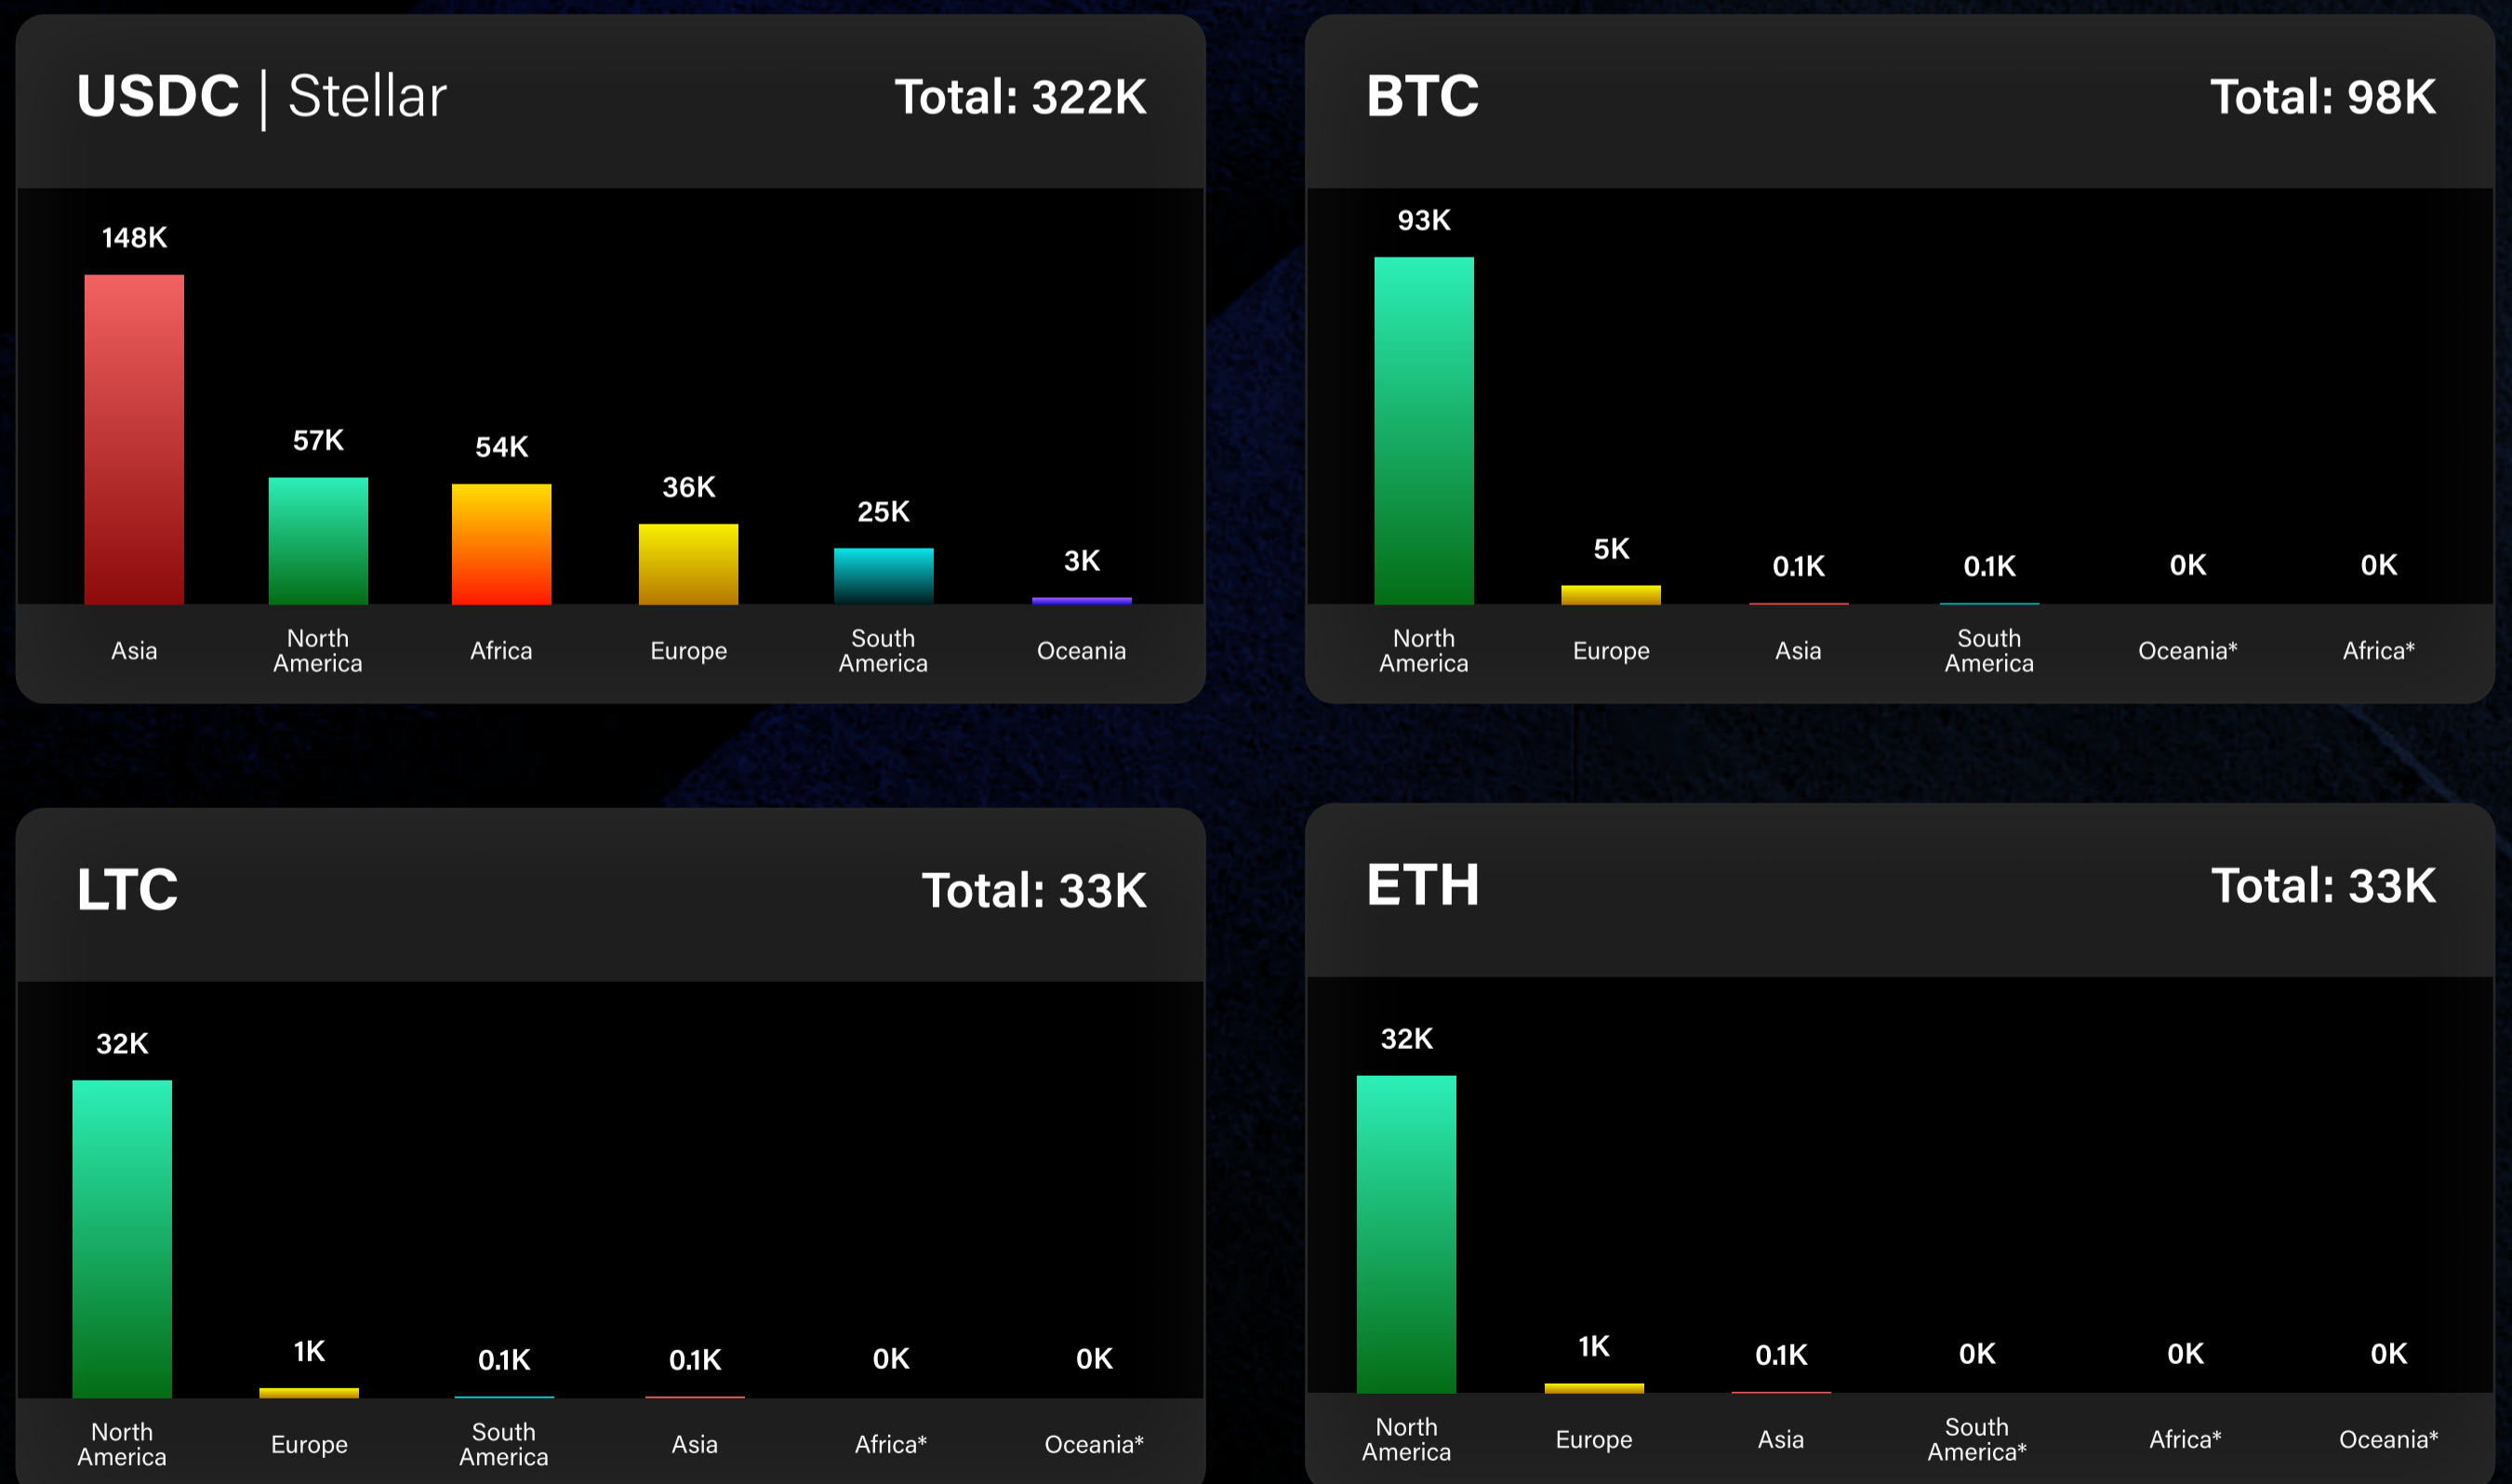 USDC | Stellar
Total: 322K
148K
57K
54K
36K
25K
3K
Asia
North
America
Africa
Europe
South
America
Oceania
BTC
Total: 98K
93K
5K
0.1K
0.1K
0K
0K
North
America
Europe
Asia
South
America
Oceania*
Africa*
LTC
Total: 33K
32K
1K
0.1K
0.1K
0K
0K
North
America
Europe
South
America
Asia
Africa*
Oceania*
ETH
Total: 33K
32K
1K
0.1K
0K
0K
0K
North
America
Europe
Asia
South
America*
Africa*
Oceania*